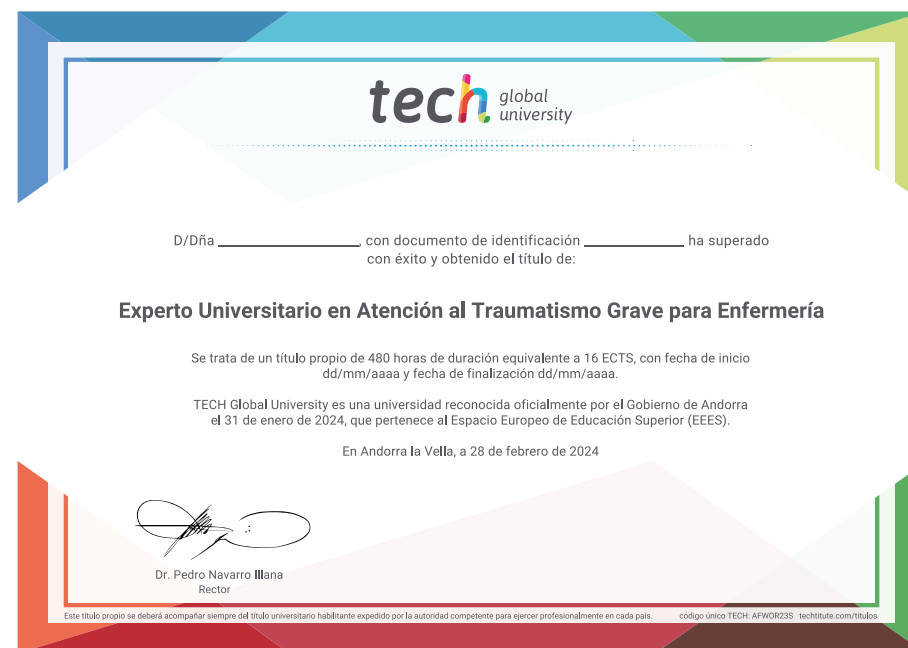 tech global
university
D/Dña ____________________, con documento de identificación ______________ ha superado
con éxito y obtenido el título de:
Experto Universitario en Atención al Traumatismo Grave para Enfermería
Se trata de un título propio de 480 horas de duración equivalente a 16 ECTS, con fecha de inicio
dd/mm/aaaa y fecha de finalización dd/mm/aaaa.
TECH Global University es una universidad reconocida oficialmente por el Gobierno de Andorra
el 31 de enero de 2024, que pertenece al Espacio Europeo de Educación Superior (EEES).
En Andorra la Vella, a 28 de febrero de 2024
Dr. Pedro Navarro Illana
Rector
Este título propio se deberá acompañar siempre del título universitario habilitante expedido por la autoridad competente para ejercer profesionalmente en cada país. código único TECH: AFWOR23S techtitute.com/titulos